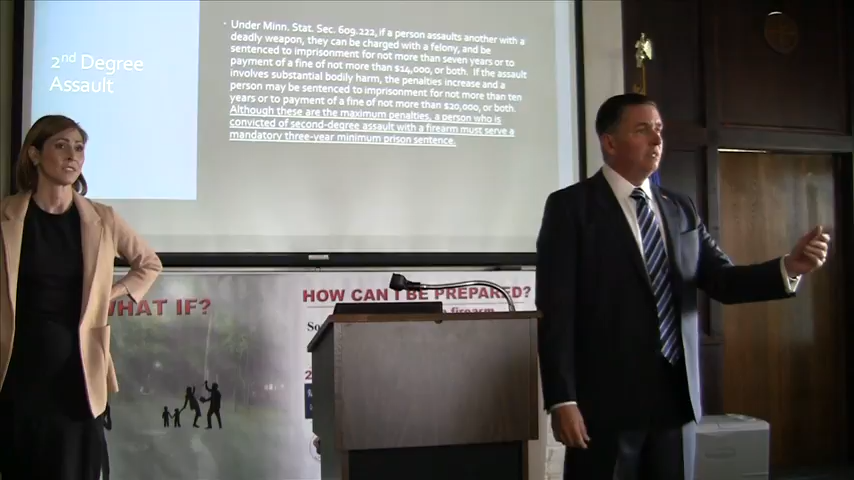 2nd Degree
Assault
Under Minn. Stat. Sec. 609.222, if a person assaults another with a
deadly weapon, they can be charged with a felony, and be
sentenced to imprisonment for not more than seven years or to
payment of a fine of not more than $14,000, or both. If the assault
involves substantial bodily harm, the penalties increase and a
person may be sentenced to imprisonment for not more than ten
years or to payment of a fine of not more than $20,000, or both.
Although these are the maximum penalties, a person who is
convicted of second-degree assault with a firearm must serve a
mandatory three-year minimum prison sentence.
WHAT IF?
HOW CAN I BE PREPARED?
firearm